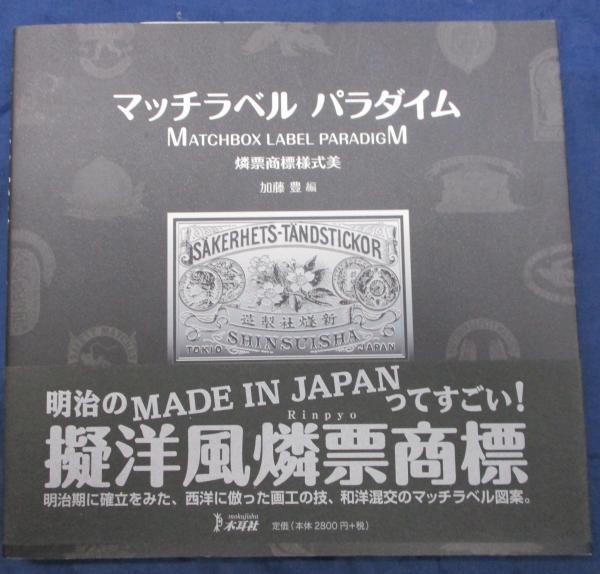 マッチラベル パラダイム
MATCHBOX LABEL PARADIGM
燐票商標様式美
加藤 豊 編
SÄKERHETS-TÄNDSTICKOR
造製社燧新
SHINSUISHA
TOKIO JAPAN
明治のMADE IN JAPANってすごい!
Rinpyo
擬洋風燐票商標
明治期に確立をみた、西洋に倣った画工の技、和洋混交のマッチラベル図案。
mokujisha
木耳社 定価(本体2800円+税)